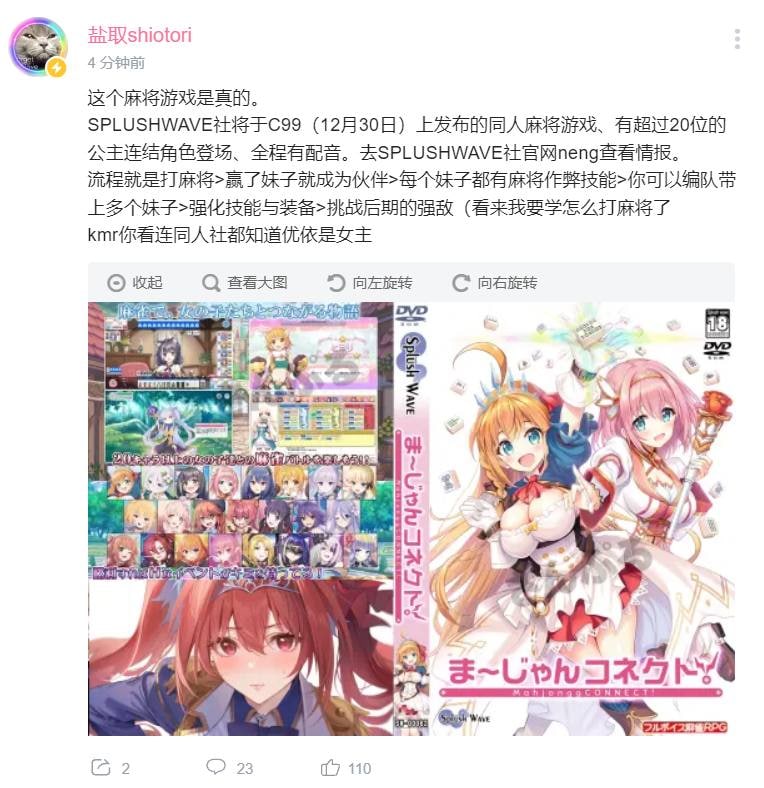 盐取shiotori
4 分钟前
这个麻将游戏是真的。
SPLUSHWAVE社将于C99（12月30日）上发布的同人麻将游戏、有超过20位的
公主连结角色登场、全程有配音。去SPLUSHWAVE社官网neng查看情报。
流程就是打麻将>赢了妹子就成为伙伴>每个妹子都有麻将作弊技能>你可以编队带
上多个妹子>强化技能与装备>挑战后期的强敌（看来我要学怎么打麻将了
kmr你看连同人社都知道优依是女主
收起
查看大图
向左旋转
向右旋转
麻雀で、女の子たちとつながる物語
20キャラ以上の女の子達との麻雀バトルを楽しもう!!
DVD
Splush Wave
ま〜じゃんコネクト!
18
DVD
ま〜じゃんコネクト!
MahjonggCONNECT!
Splush Wave
フルボイス麻雀RPG
2
23
110